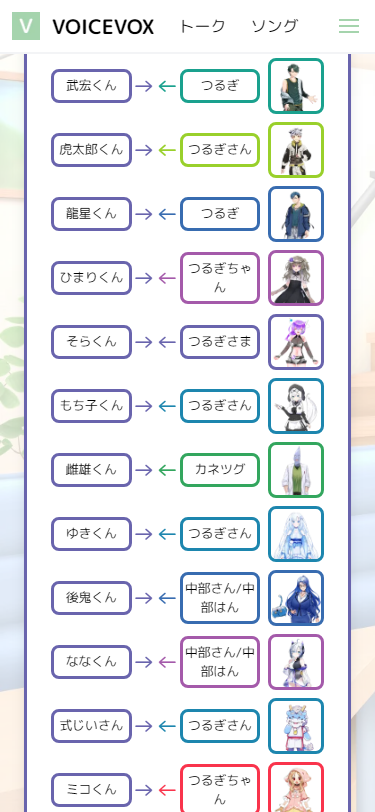 V VOICEVOX トーク ソング
武宏くん つるぎ
虎太郎くん つるぎさん
龍星くん つるぎ
ひまりくん つるぎちゃ
ん
そらくん つるぎさま
もち子くん つるぎさん
雌雄くん カネツグ
ゆきくん つるぎさん
後鬼くん 中部さん/中
部はん
ななくん 中部さん/中
部はん
式じいさん つるぎさん
ミコくん つるぎちゃ
ん